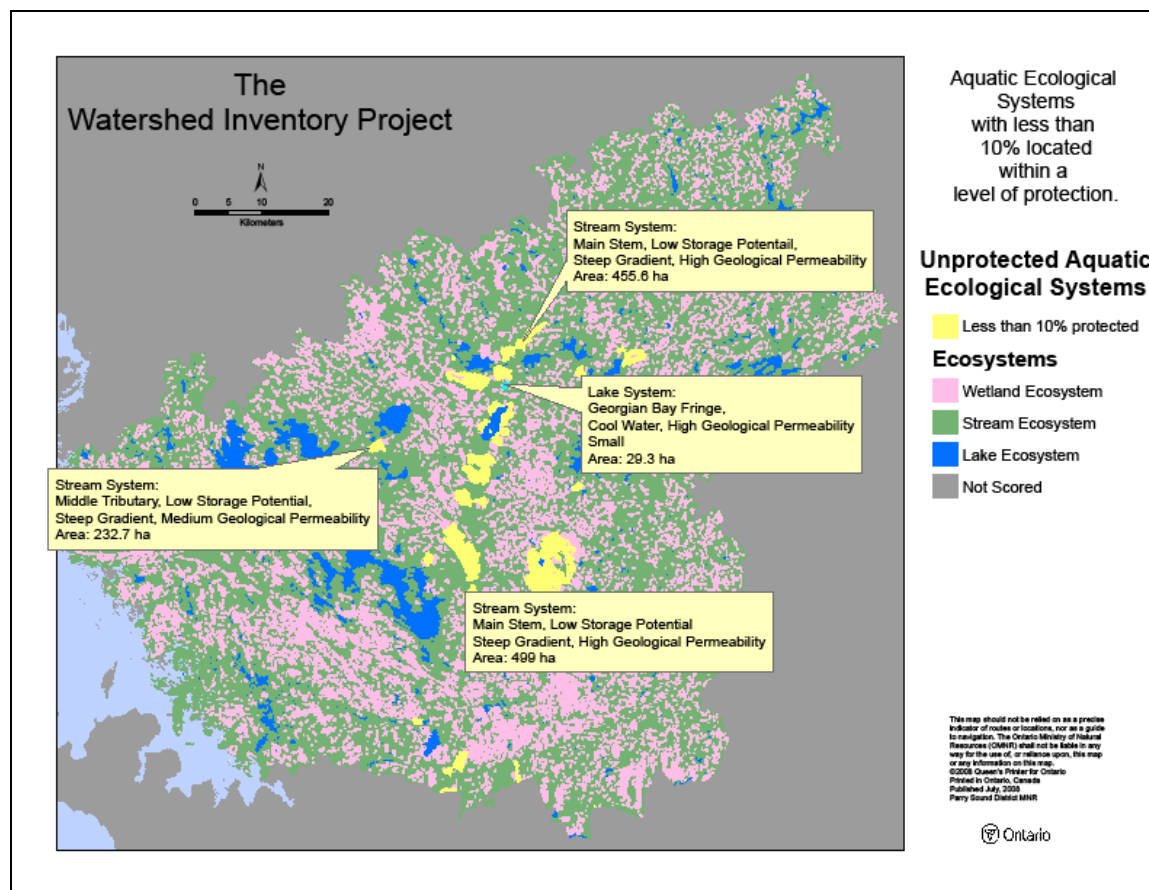 The
Watershed Inventory Project
N
0 5 10 20
Kilometers
Aquatic Ecological
Systems
with less than
10% located
within a
level of protection.
Stream System:
Main Stem, Low Storage Potentail,
Steep Gradient, High Geological Permeability
Area: 455.6 ha
Unprotected Aquatic
Ecological Systems
Less than 10% protected
Ecosystems
Wetland Ecosystem
Stream Ecosystem
Lake Ecosystem
Not Scored
Lake System:
Georgian Bay Fringe,
Cool Water, High Geological Permeability
Small
Area: 29.3 ha
Stream System:
Middle Tributary, Low Storage Potential,
Steep Gradient, Medium Geological Permeability
Area: 232.7 ha
Stream System:
Main Stem, Low Storage Potential
Steep Gradient, High Geological Permeability
Area: 499 ha
This map should not be relied on as a precise
indicator of routes or locations, nor as a guide
to navigation. The Ontario Ministry of Natural
Resources (OMNR) shall not be liable in any
way for the use of, or reliance upon, this map
or any information on this map.
©2008 Queen's Printer for Ontario
Printed in Ontario, Canada
Published July, 2008
Parry Sound District MNR
Ontario